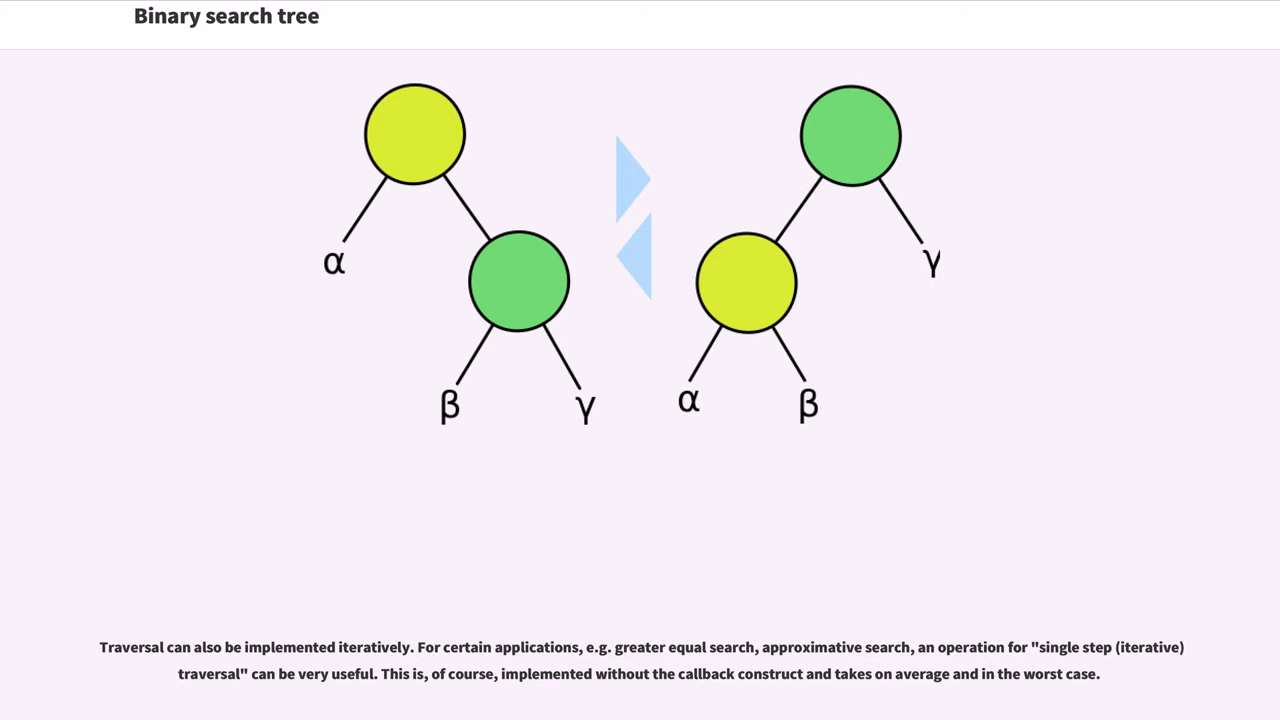 Binary search tree
α
γ
β
γ
α
β
Traversal can also be implemented iteratively. For certain applications, e.g. greater equal search, approximative search, an operation for "single step (iterative)
traversal" can be very useful. This is, of course, implemented without the callback construct and takes on average and in the worst case.